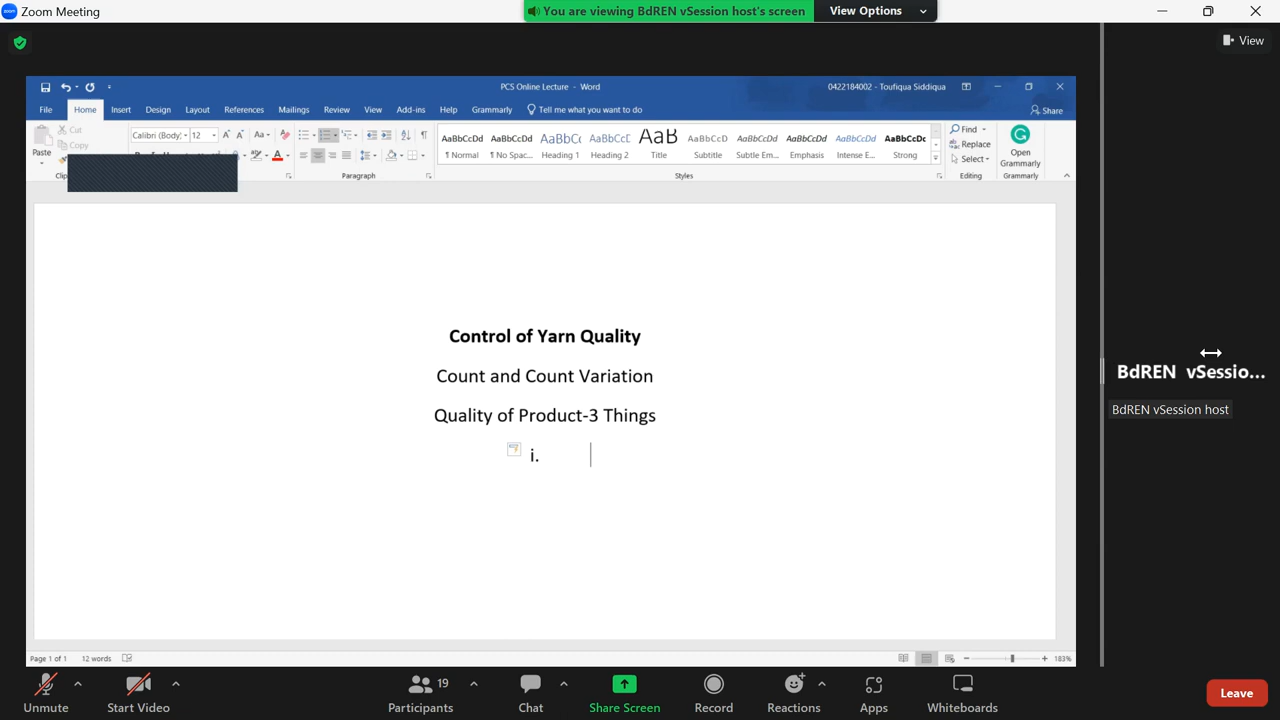 Zoom Meeting
You are viewing BdREN vSession host's screen
View Options
View
PCS Online Lecture - Word
0422184002 - Toufiqua Siddiqua
File Home Insert Design Layout References Mailings Review View Add-ins Help Grammarly Tell me what you want to do
Share
Paste
Cut
Copy
Calibri (Body) 12
AaBbCcDd AaBbCcDd AaBbCc AaBbCcC AaB AaBbCcD AaBbCcDd AaBbCcDd AaBbCcDd AaBbCcDc
¶ Normal ¶ No Spac... Heading 1 Heading 2 Title Subtitle Subtle Em... Emphasis Intense E... Strong
Find
Replace
Select
Open
Grammarly
Paragraph
Styles
Editing
Grammarly
Control of Yarn Quality
Count and Count Variation
Quality of Product-3 Things
i.
BdREN vSessio...
BdREN vSession host
Page 1 of 1 12 words
183%
19
Unmute
Start Video
Participants
Chat
Share Screen
Record
Reactions
Apps
Whiteboards
Leave